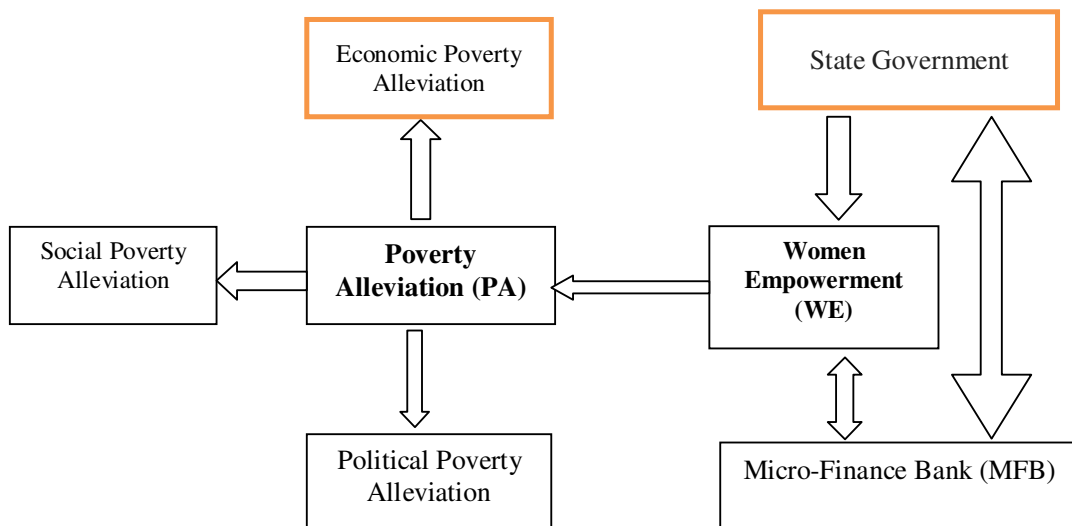 Economic Poverty
Alleviation
State Government
Social Poverty
Alleviation
Poverty
Alleviation (PA)
Women
Empowerment
(WE)
Political Poverty
Alleviation
Micro-Finance Bank (MFB)